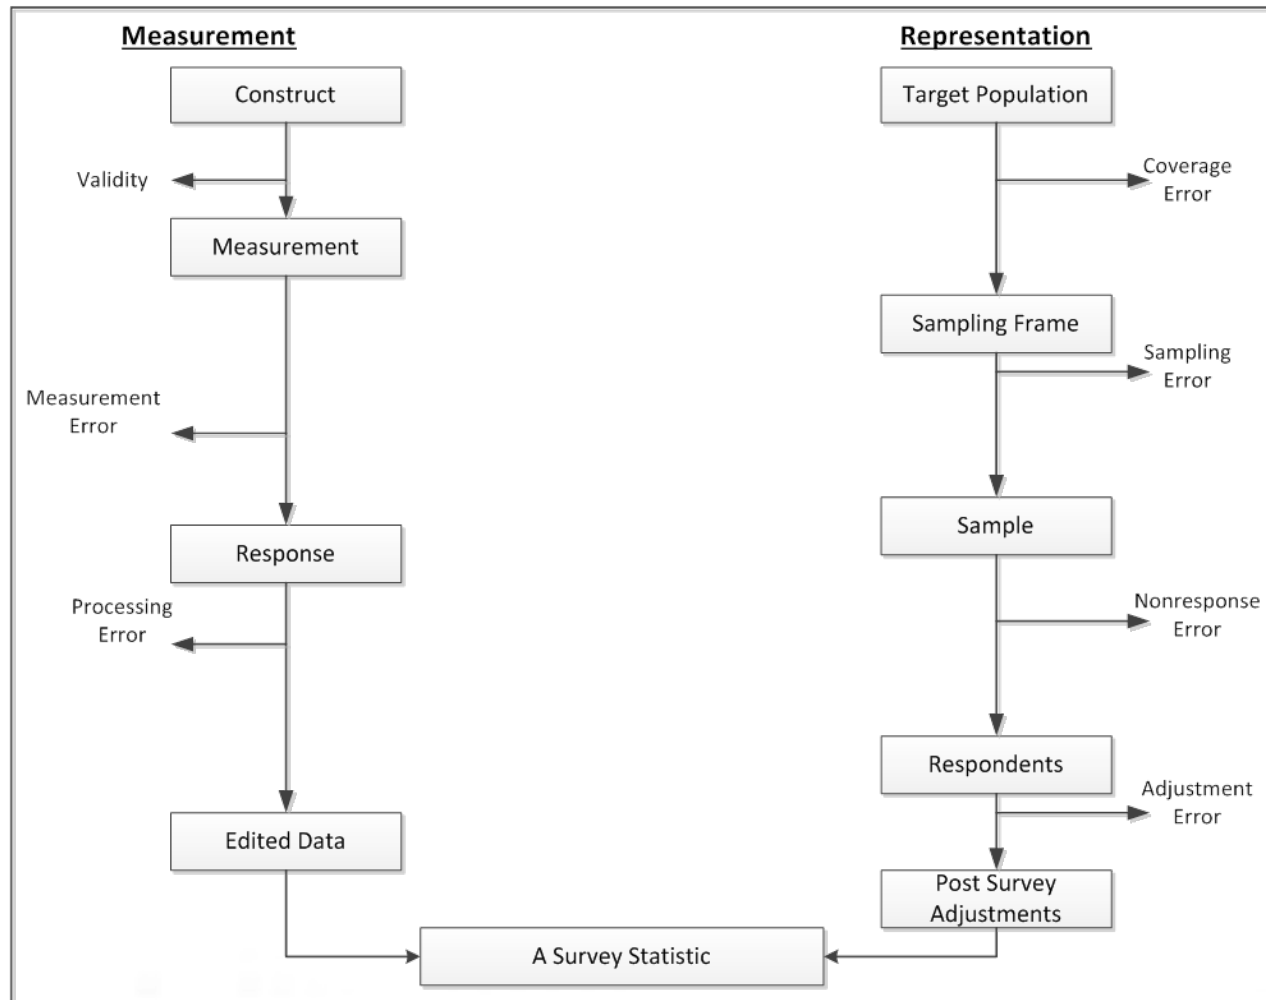 Measurement
Representation
Construct
Target Population
Validity
Coverage
Error
Measurement
Sampling Frame
Sampling
Error
Measurement
Error
Sample
Response
Processing
Error
Nonresponse
Error
Respondents
Adjustment
Error
Edited Data
Post Survey
Adjustments
A Survey Statistic